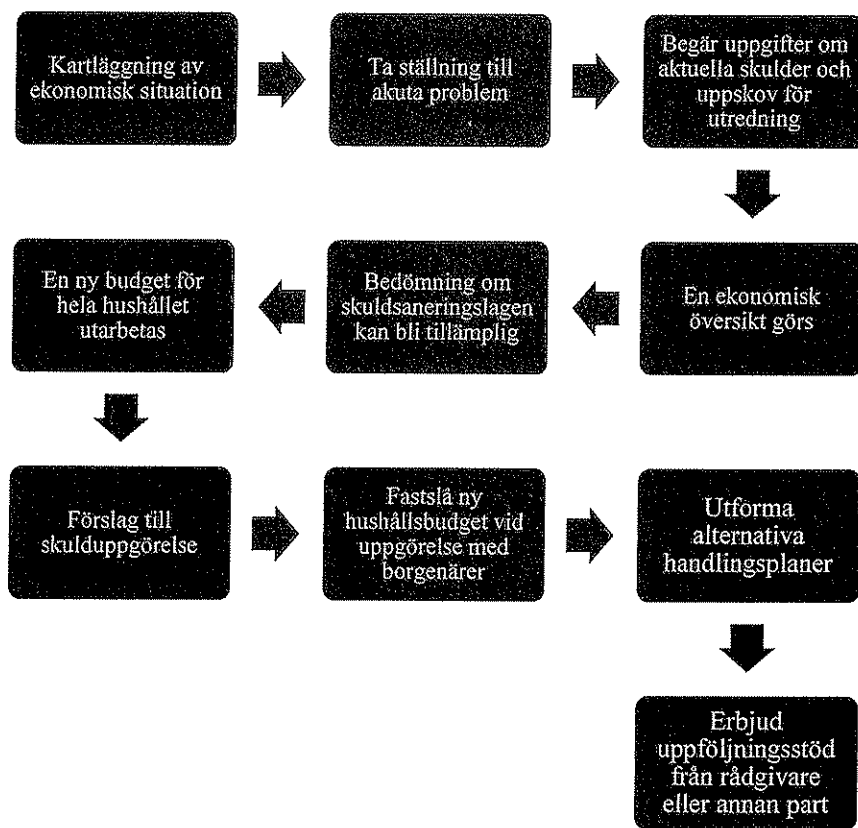 Kartläggning av
ekonomisk situation
Ta ställning till
akuta problem
Begär uppgifter om
aktuella skulder och
uppskov för
utredning
En ekonomisk
översikt görs
Bedömning om
skuldsaneringslagen
kan bli tillämplig
En ny budget för
hela hushållet
utarbetas
Förslag till
skulduppgörelse
Fastslå ny
hushållsbudget vid
uppgörelse med
borgenärer
Utforma
alternativa
handlingsplaner
Erbjud
uppföljningsstöd
från rådgivare
eller annan part